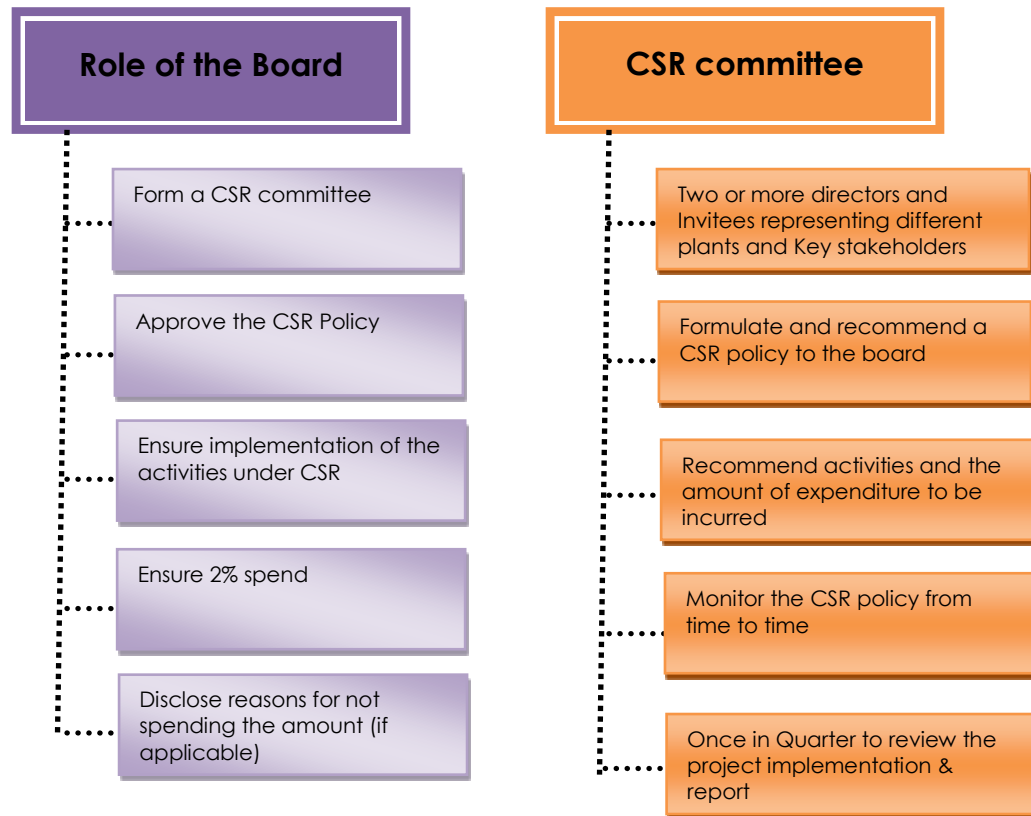 Role of the Board
Form a CSR committee
Approve the CSR Policy
Ensure implementation of the
activities under CSR
Ensure 2% spend
Disclose reasons for not
spending the amount (if
applicable)
CSR committee
Two or more directors and
Invitees representing different
plants and Key stakeholders
Formulate and recommend a
CSR policy to the board
Recommend activities and the
amount of expenditure to be
incurred
Monitor the CSR policy from
time to time
Once in Quarter to review the
project implementation &
report